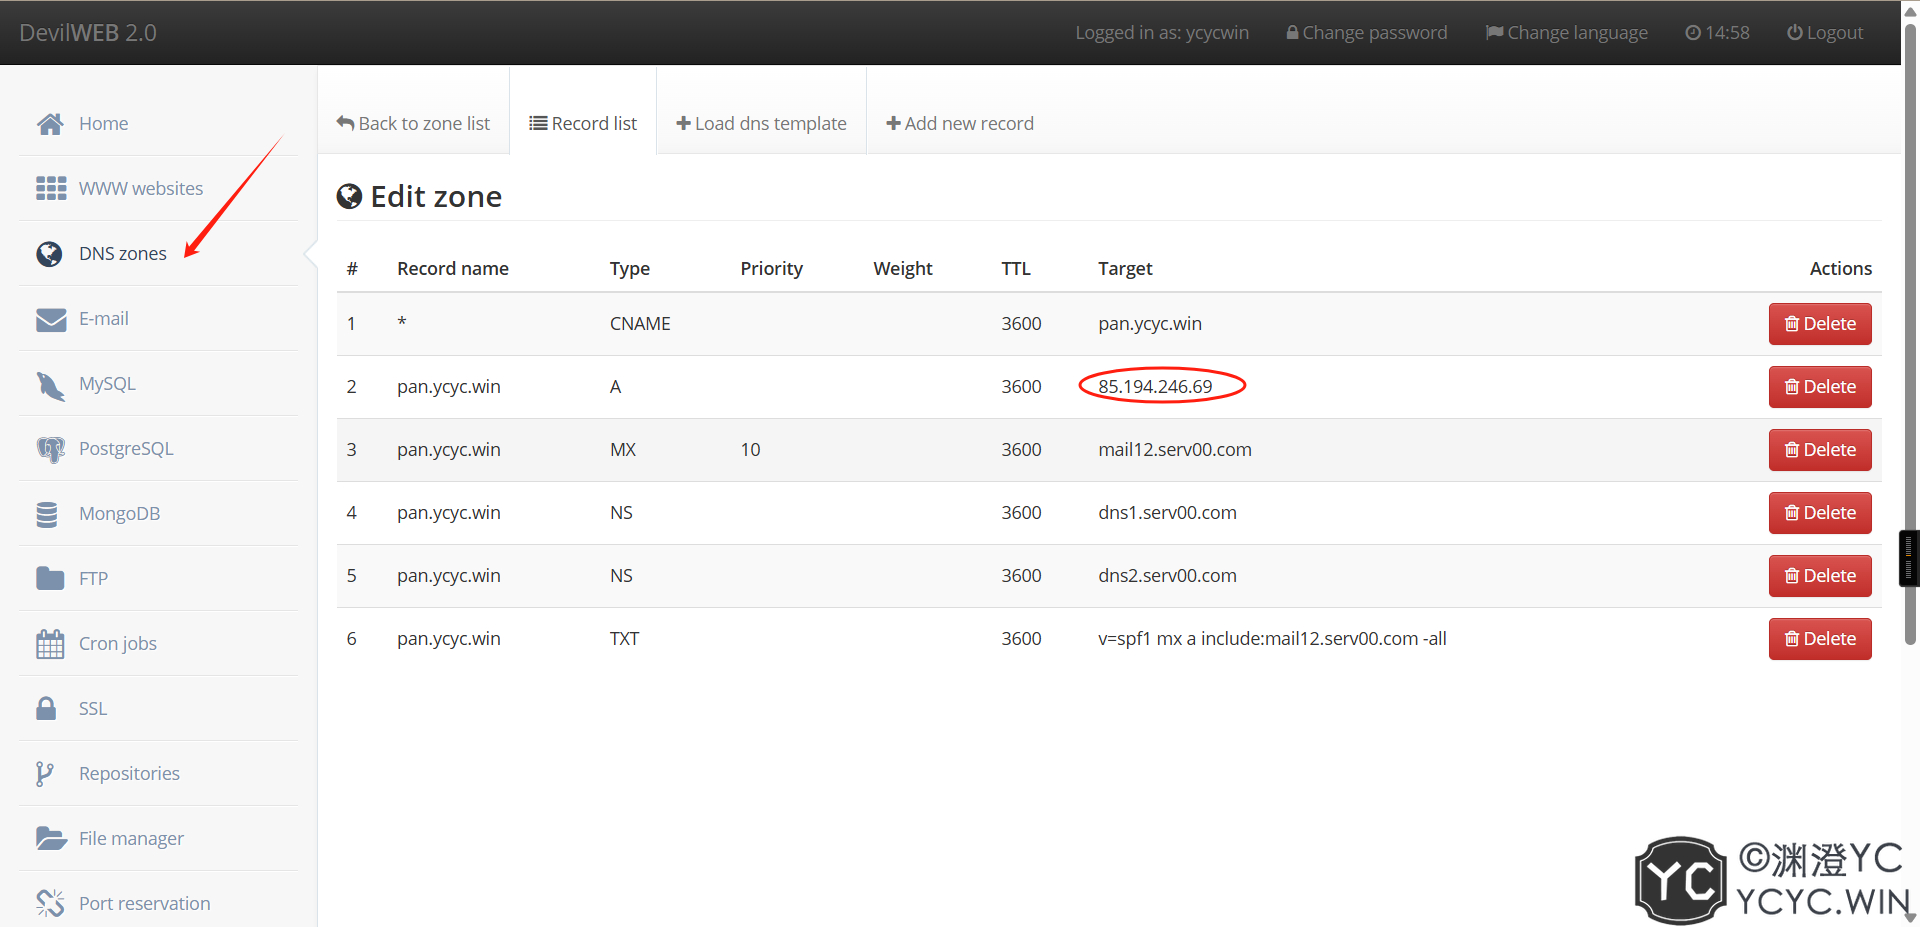 DevilWEB 2.0
Logged in as: ycycwin
Change password
Change language
14:58
Logout
Home
WWW websites
DNS zones
E-mail
MySQL
PostgreSQL
MongoDB
FTP
Cron jobs
SSL
Repositories
File manager
Port reservation
Back to zone list
Record list
Load dns template
Add new record
Edit zone
# Record name Type Priority Weight TTL Target Actions
1 * CNAME 3600 pan.ycyc.win Delete
2 pan.ycyc.win A 3600 85.194.246.69 Delete
3 pan.ycyc.win MX 10 3600 mail12.serv00.com Delete
4 pan.ycyc.win NS 3600 dns1.serv00.com Delete
5 pan.ycyc.win NS 3600 dns2.serv00.com Delete
6 pan.ycyc.win TXT 3600 v=spf1 mx a include:mail12.serv00.com -all Delete
YC
©渊澄YC
YCYC.WIN